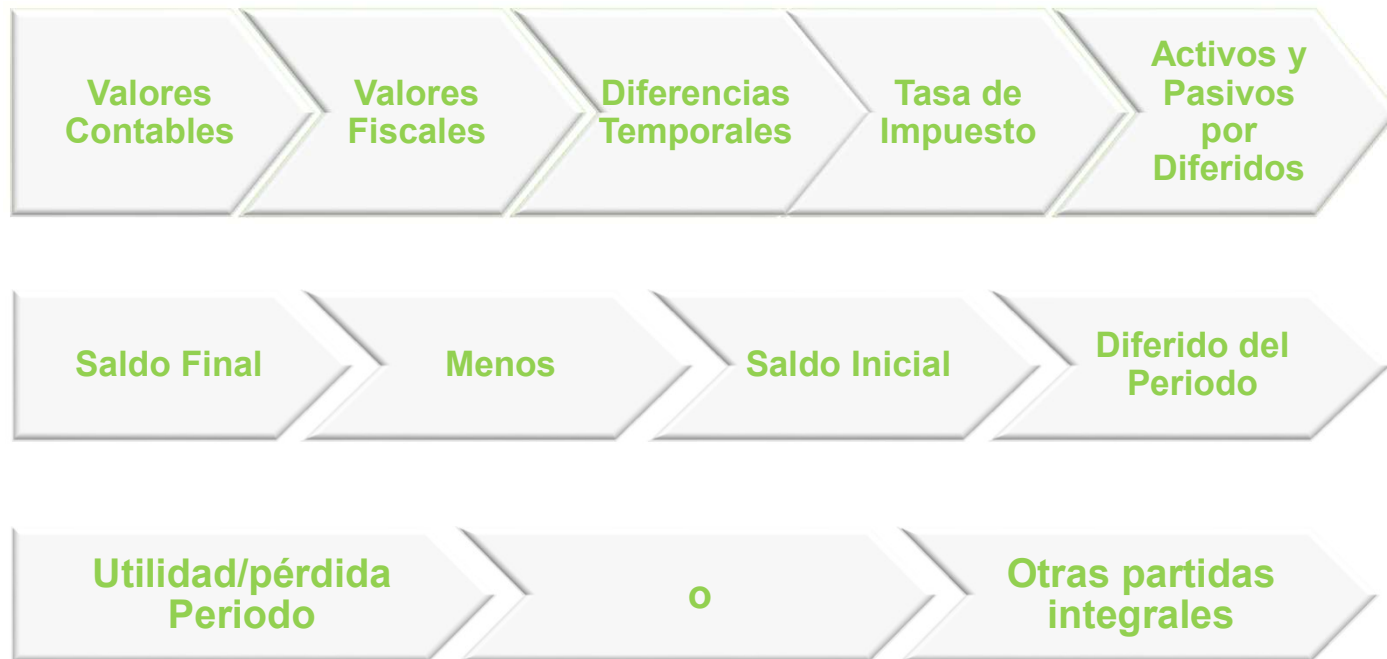 Valores
Contables
Valores
Fiscales
Diferencias
Temporales
Tasa de
Impuesto
Activos y
Pasivos
por
Diferidos
Saldo Final
Menos
Saldo Inicial
Diferido del
Periodo
Utilidad/pérdida
Periodo
o
Otras partidas
integrales